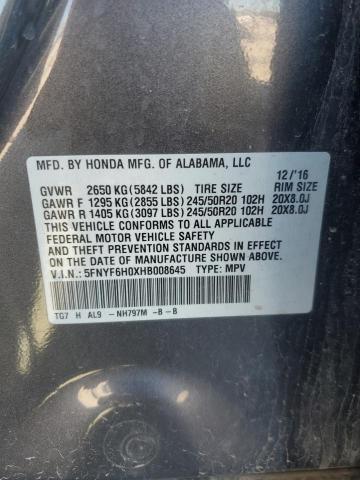 MFD. BY HONDA MFG. OF ALABAMA, LLC
12/'16
GVWR 2650 KG (5842 LBS) TIRE SIZE RIM SIZE
GAWR F 1295 KG (2855 LBS) 245/50R20 102H 20X8.0J
GAWR R 1405 KG (3097 LBS) 245/50R20 102H 20X8.0J
THIS VEHICLE CONFORMS TO ALL APPLICABLE
FEDERAL MOTOR VEHICLE SAFETY AND
THEFT PREVENTION STANDARDS IN EFFECT ON
THE DATE OF MANUFACTURE SHOWN ABOVE.
V.I.N: 5FNYF6H0XHB008645 TYPE: MPV
TG7 H AL9 -NH797M -B-B